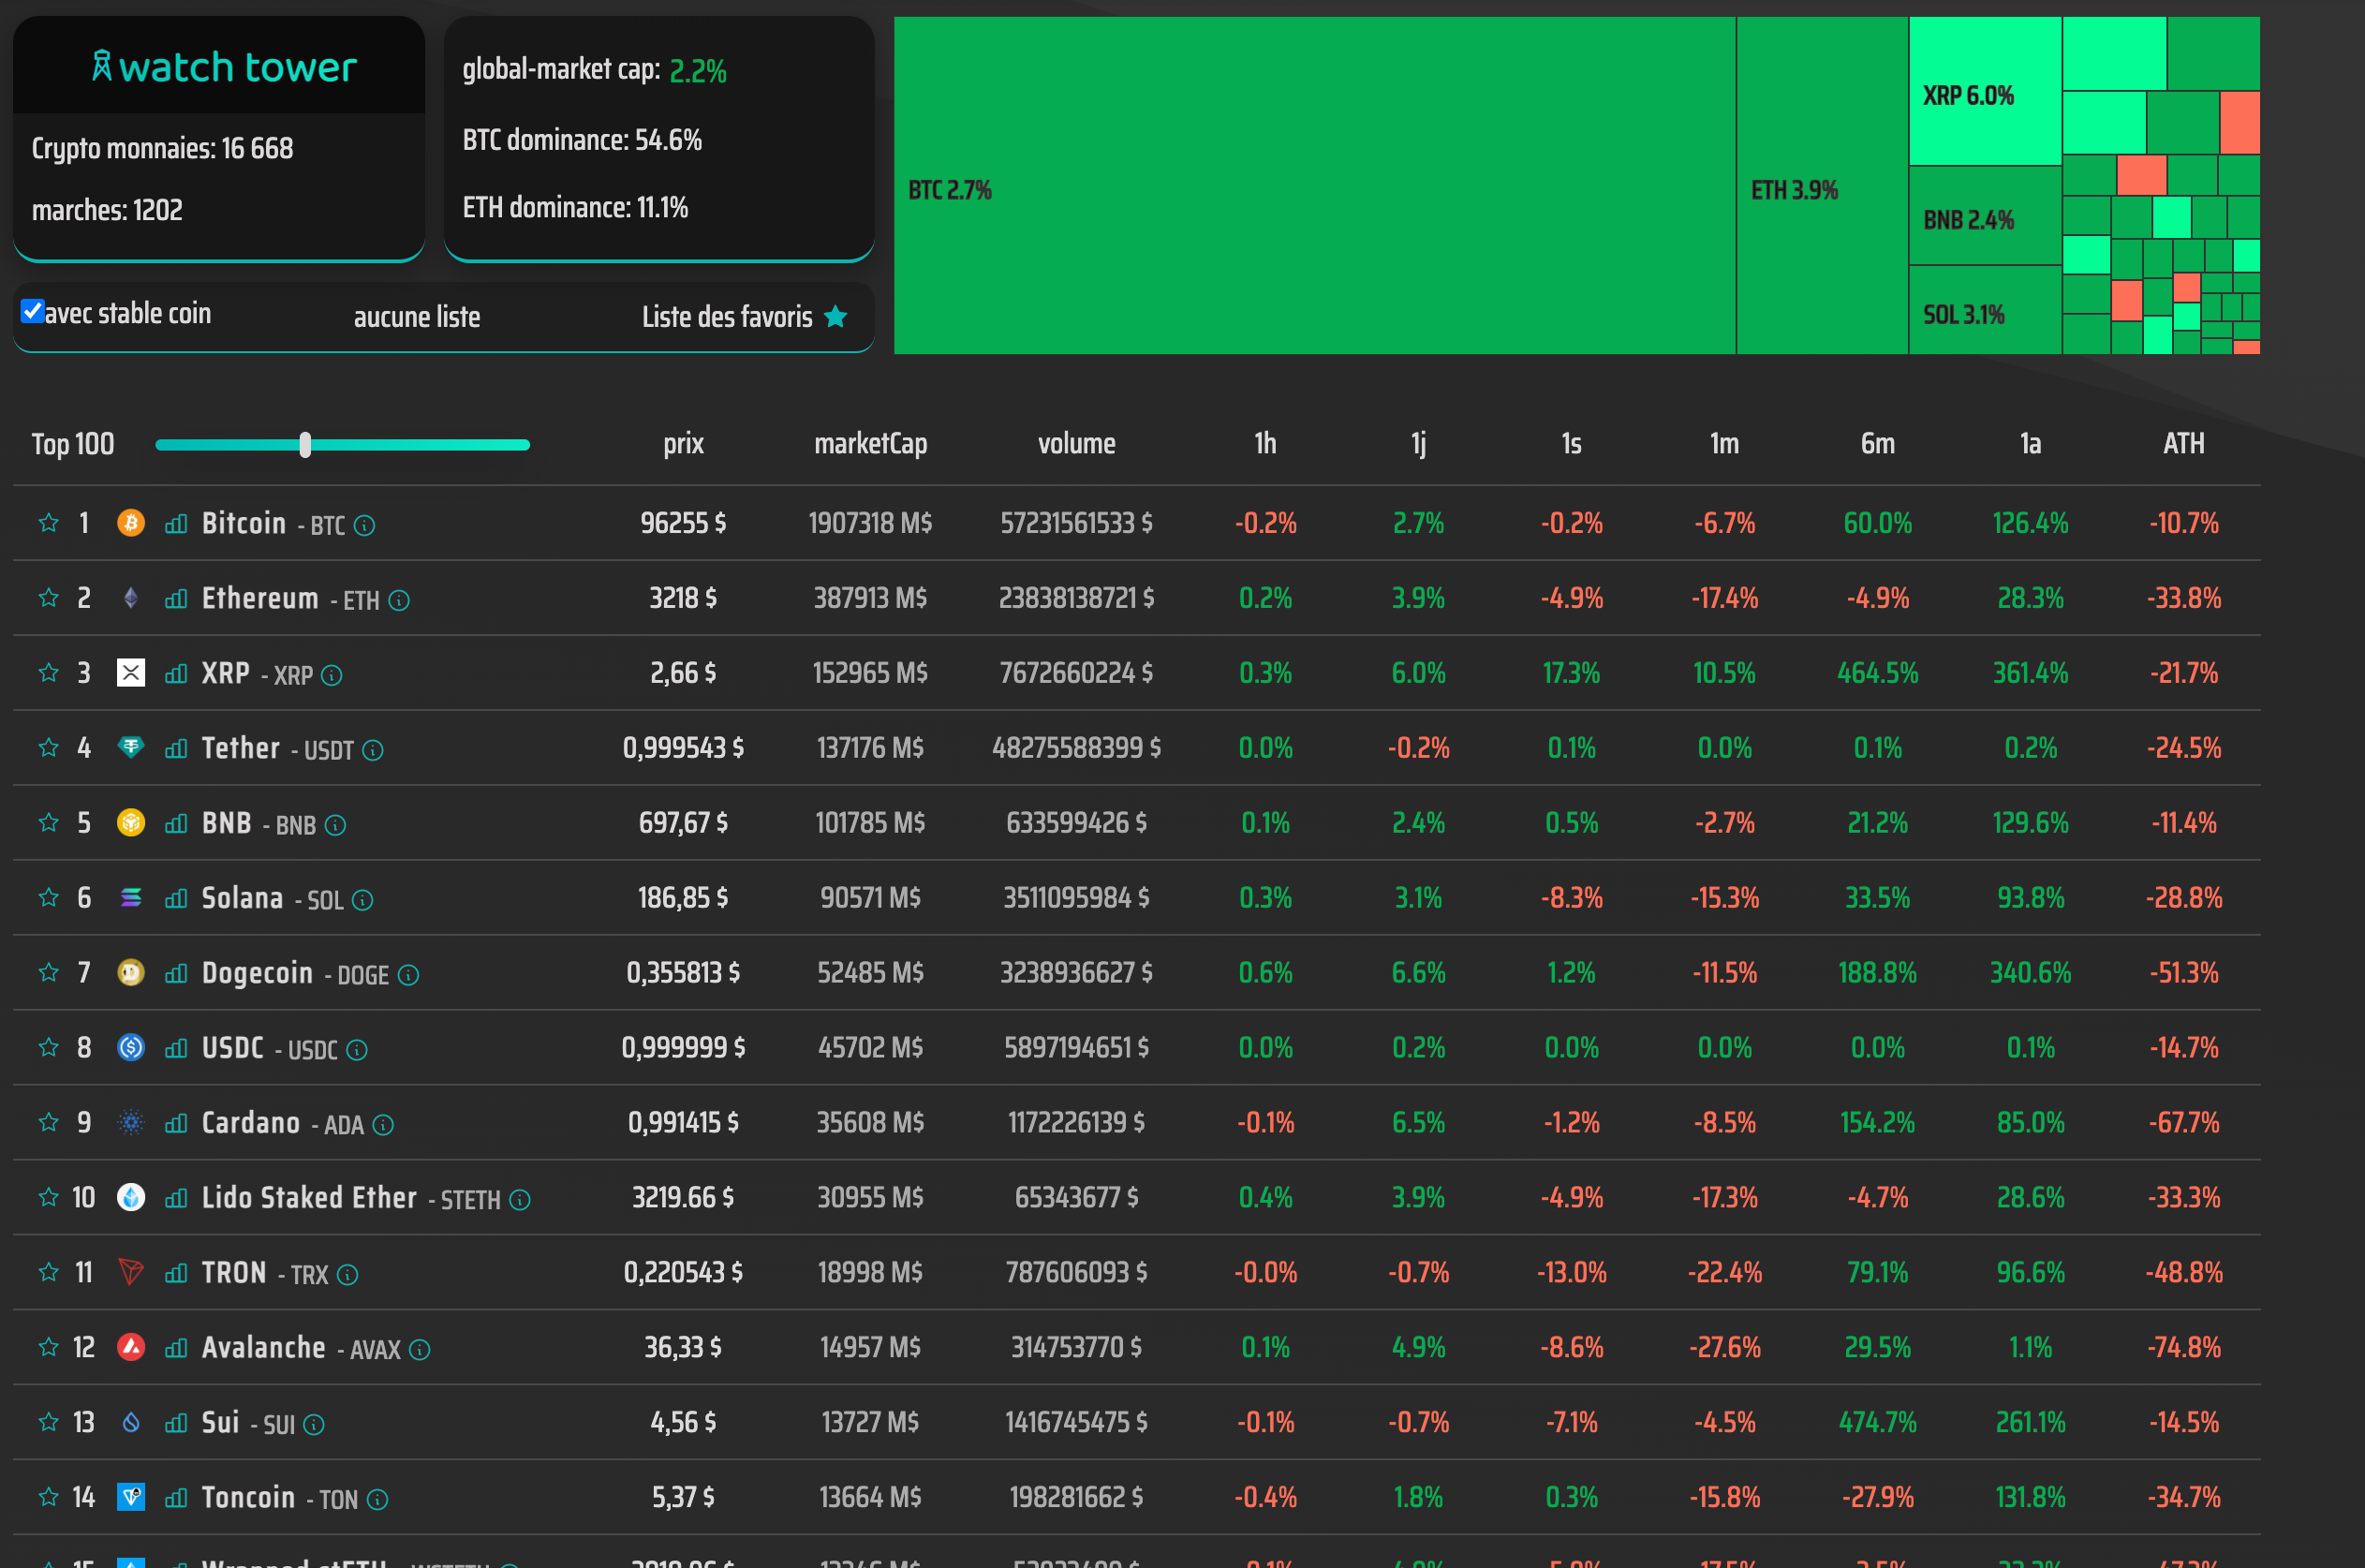 watch tower
Crypto monnaies: 16 668
marches: 1202
global-market cap: 2.2%
BTC dominance: 54.6%
ETH dominance: 11.1%
avec stable coin
aucune liste
Liste des favoris
BTC 2.7%
ETH 3.9%
XRP 6.0%
BNB 2.4%
SOL 3.1%
Top 100 prix marketCap volume 1h 1j 1s 1m 6m 1a ATH
1 Bitcoin - BTC 96255 $ 1907318 M$ 57231561533 $ -0.2% 2.7% -0.2% -6.7% 60.0% 126.4% -10.7%
2 Ethereum - ETH 3218 $ 387913 M$ 23838138721 $ 0.2% 3.9% -4.9% -17.4% -4.9% 28.3% -33.8%
3 XRP - XRP 2,66 $ 152965 M$ 7672660224 $ 0.3% 6.0% 17.3% 10.5% 464.5% 361.4% -21.7%
4 Tether - USDT 0,999543 $ 137176 M$ 48275588399 $ 0.0% -0.2% 0.1% 0.0% 0.1% 0.2% -24.5%
5 BNB - BNB 697,67 $ 101785 M$ 633599426 $ 0.1% 2.4% 0.5% -2.7% 21.2% 129.6% -11.4%
6 Solana - SOL 186,85 $ 90571 M$ 3511095984 $ 0.3% 3.1% -8.3% -15.3% 33.5% 93.8% -28.8%
7 Dogecoin - DOGE 0,355813 $ 52485 M$ 3238936627 $ 0.6% 6.6% 1.2% -11.5% 188.8% 340.6% -51.3%
8 USDC - USDC 0,999999 $ 45702 M$ 5897194651 $ 0.0% 0.2% 0.0% 0.0% 0.0% 0.1% -14.7%
9 Cardano - ADA 0,991415 $ 35608 M$ 1172226139 $ -0.1% 6.5% -1.2% -8.5% 154.2% 85.0% -67.7%
10 Lido Staked Ether - STETH 3219.66 $ 30955 M$ 65343677 $ 0.4% 3.9% -4.9% -17.3% -4.7% 28.6% -33.3%
11 TRON - TRX 0,220543 $ 18998 M$ 787606093 $ -0.0% -0.7% -13.0% -22.4% 79.1% 96.6% -48.8%
12 Avalanche - AVAX 36,33 $ 14957 M$ 314753770 $ 0.1% 4.9% -8.6% -27.6% 29.5% 1.1% -74.8%
13 Sui - SUI 4,56 $ 13727 M$ 1416745475 $ -0.1% -0.7% -7.1% -4.5% 474.7% 261.1% -14.5%
14 Toncoin - TON 5,37 $ 13664 M$ 198281662 $ -0.4% 1.8% 0.3% -15.8% -27.9% 131.8% -34.7%
15 Wrapped stETH - WSTETH